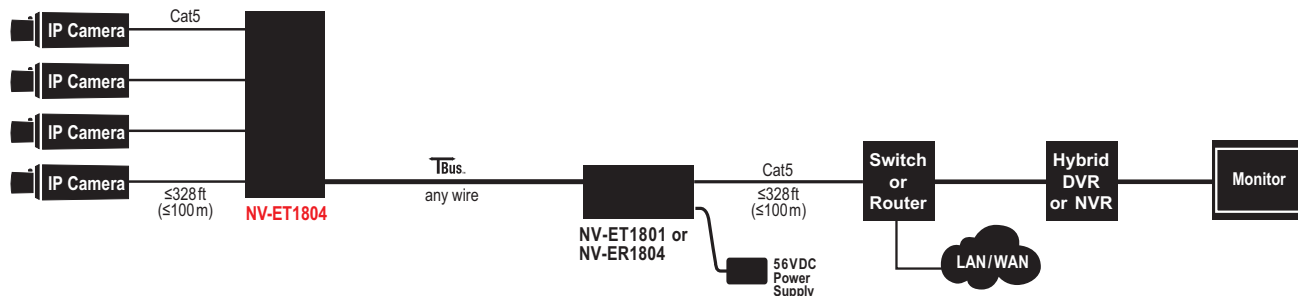 IP Camera
Cat5
IP Camera
IP Camera
IP Camera
≤328ft
(≤100m)
NV-ET1804
TBus™
any wire
NV-ET1801 or
NV-ER1804
Cat5
≤328ft
(≤100m)
56VDC
Power
Supply
Switch
or
Router
LAN/WAN
Hybrid
DVR
or NVR
Monitor